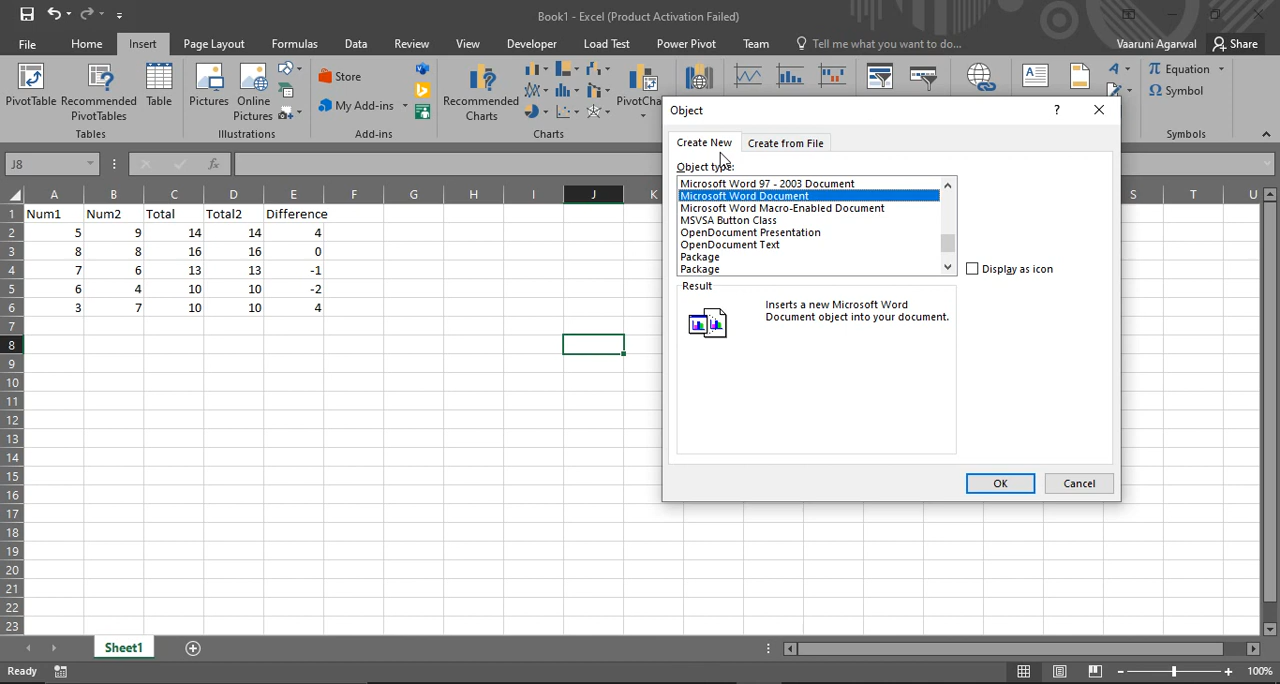 Book1 - Excel (Product Activation Failed)
File Home Insert Page Layout Formulas Data Review View Developer Load Test Power Pivot Team Tell me what you want to do... Vaaruni Agarwal Share
PivotTable Recommended PivotTables Table
Tables
Pictures Online Pictures
Illustrations
Store
My Add-ins
Add-ins
Recommended Charts
Charts
Equation
Symbol
Symbols
J8 fx
A B C D E F G H I J K S T U
1 Num1 Num2 Total Total2 Difference
2 5 9 14 14 4
3 8 8 16 16 0
4 7 6 13 13 -1
5 6 4 10 10 -2
6 3 7 10 10 4
7
8
9
10
11
12
13
14
15
16
17
18
19
20
21
22
23
Object ?
Create New Create from File
Object type:
Microsoft Word 97 - 2003 Document
Microsoft Word Document
Microsoft Word Macro-Enabled Document
MSVSA Button Class
OpenDocument Presentation
OpenDocument Text
Package
Package
Display as icon
Result
Inserts a new Microsoft Word
Document object into your document.
OK Cancel
Sheet1
Ready 100%